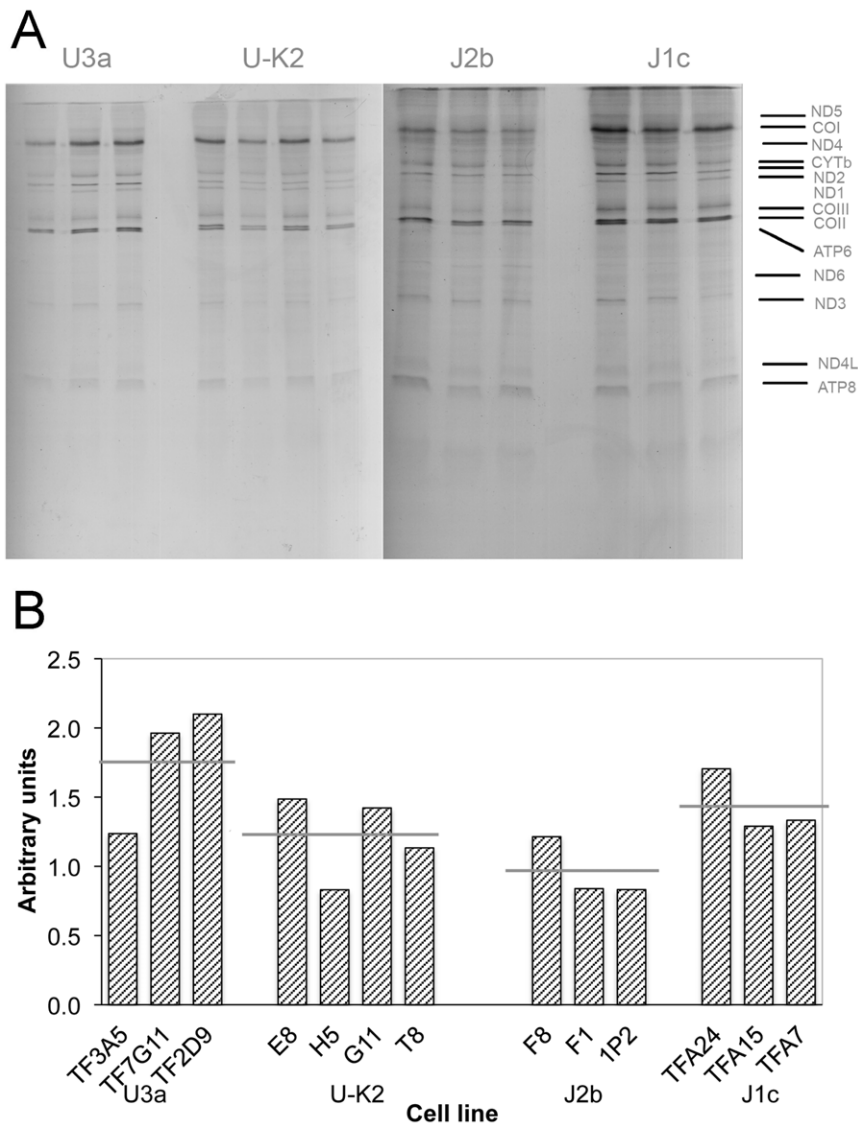 A
U3a U-K2 J2b J1c
ND5
COI
ND4
CYTb
ND2
ND1
COIII
COII
ATP6
ND6
ND3
ND4L
ATP8
B
Arbitrary units
2.5
2.0
1.5
1.0
0.5
0.0
TF3A5 TF7G11 TF2D9 E8 H5 G11 T8 F8 F1 1P2 TFA24 TFA15 TFA7
U3a U-K2 J2b J1c
Cell line